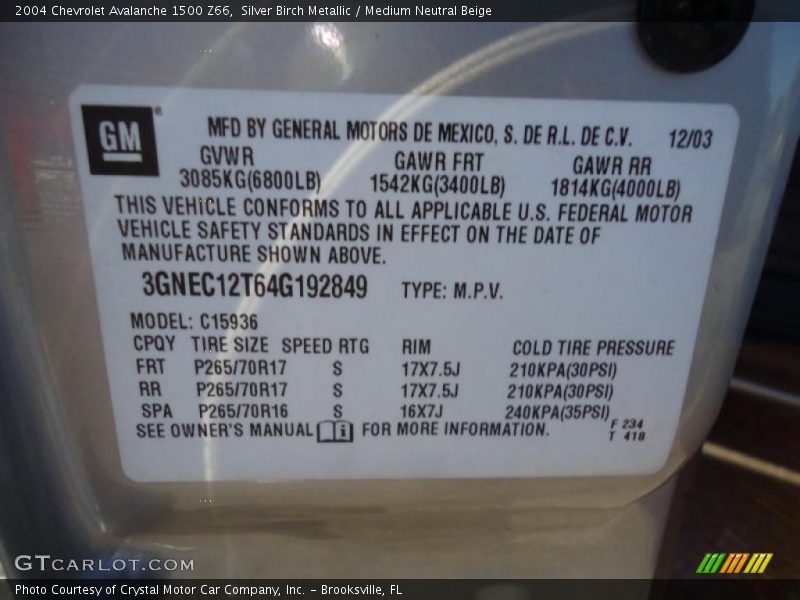 2004 Chevrolet Avalanche 1500 Z66, Silver Birch Metallic / Medium Neutral Beige
GM ® MFD BY GENERAL MOTORS DE MEXICO, S. DE R.L. DE C.V. 12/03
GVWR GAWR FRT GAWR RR
3085KG(6800LB) 1542KG(3400LB) 1814KG(4000LB)
THIS VEHICLE CONFORMS TO ALL APPLICABLE U.S. FEDERAL MOTOR
VEHICLE SAFETY STANDARDS IN EFFECT ON THE DATE OF
MANUFACTURE SHOWN ABOVE.
3GNEC12T64G192849 TYPE: M.P.V.
MODEL: C15936
CPQY TIRE SIZE SPEED RTG RIM COLD TIRE PRESSURE
FRT P265/70R17 S 17X7.5J 210KPA(30PSI)
RR P265/70R17 S 17X7.5J 210KPA(30PSI)
SPA P265/70R16 S 16X7J 240KPA(35PSI)
SEE OWNER'S MANUAL i FOR MORE INFORMATION.
F 234
T 418
GTCARLOT.COM
Photo Courtesy of Crystal Motor Car Company, Inc. – Brooksville, FL